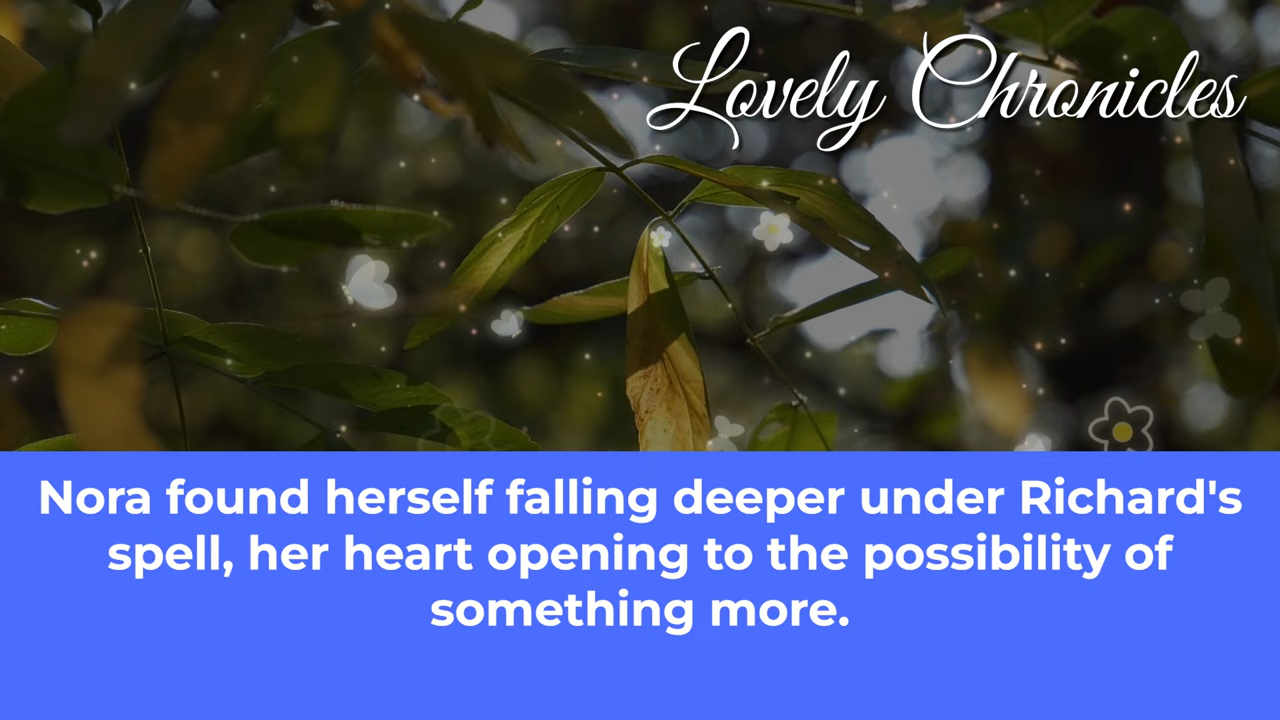 Lovely Chronicles
Nora found herself falling deeper under Richard's
spell, her heart opening to the possibility of
something more.